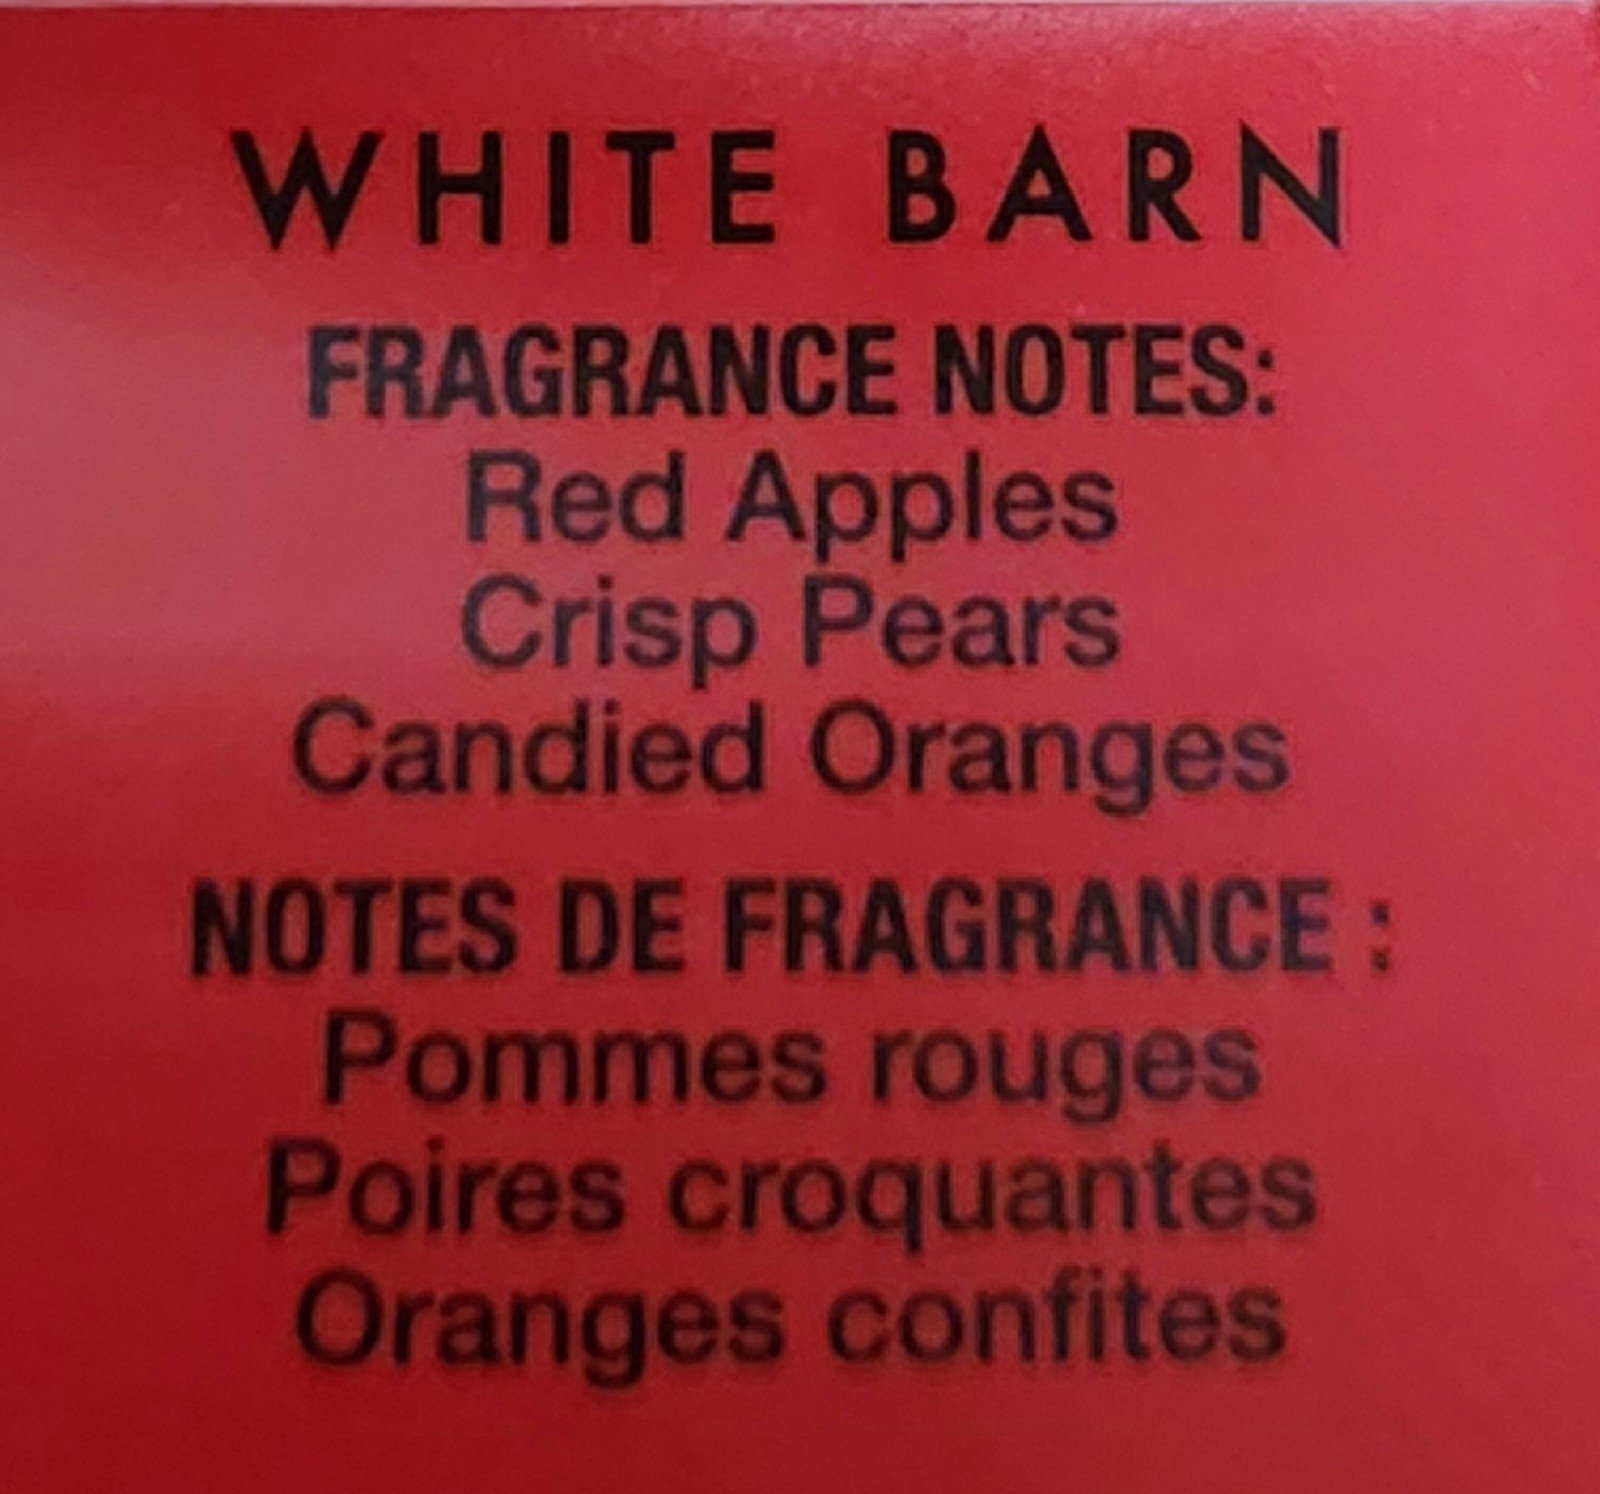 WHITE BARN
FRAGRANCE NOTES:
Red Apples
Crisp Pears
Candied Oranges
NOTES DE FRAGRANCE :
Pommes rouges
Poires croquantes
Oranges confites